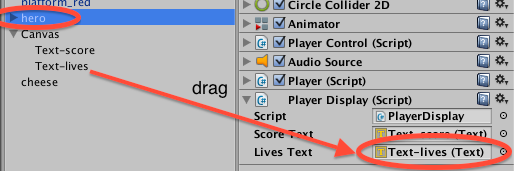 platform_red
hero
Canvas
Text-score
Text-lives
cheese
drag
Circle Collider 2D
Animator
Player Control (Script)
Audio Source
Player (Script)
Player Display (Script)
Script PlayerDisplay
Score Text Text-score (Text)
Lives Text Text-lives (Text)